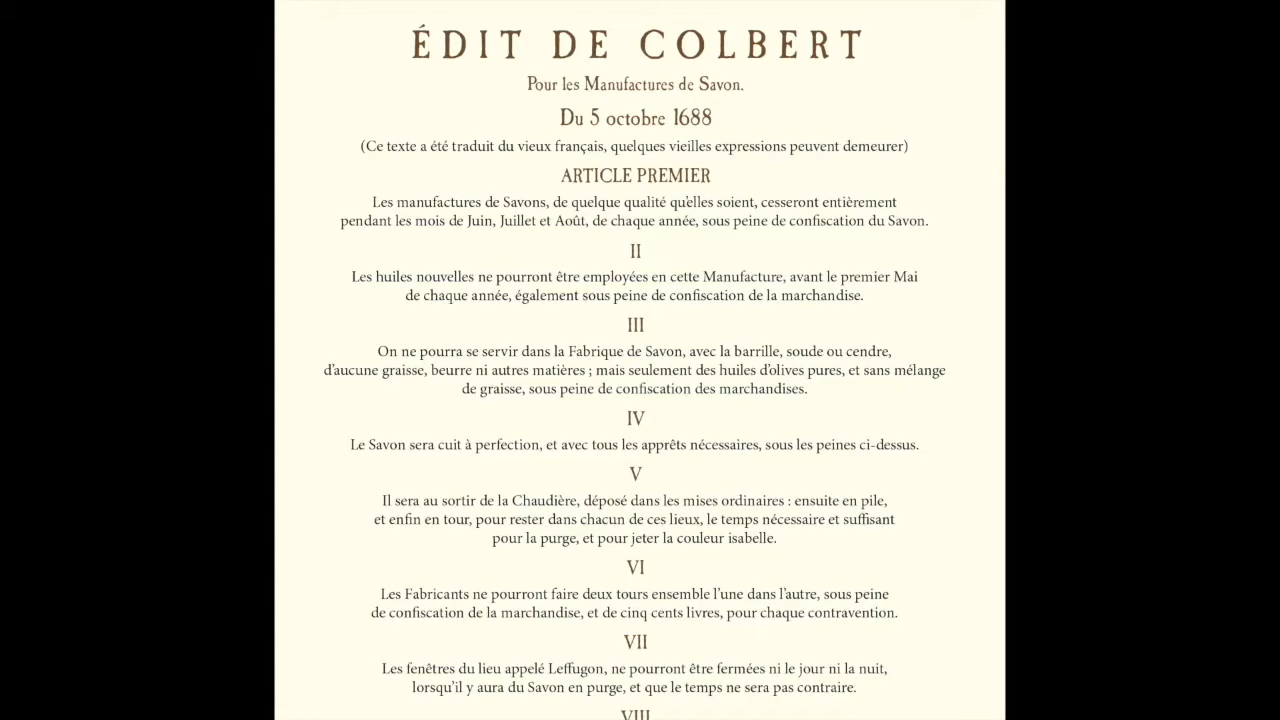 ÉDIT DE COLBERT
Pour les Manufactures de Savon.
Du 5 octobre 1688
(Ce texte a été traduit du vieux français, quelques vieilles expressions peuvent demeurer)
ARTICLE PREMIER
Les manufactures de Savons, de quelque qualité qu'elles soient, cesseront entièrement
pendant les mois de Juin, Juillet et Août, de chaque année, sous peine de confiscation du Savon.
II
Les huiles nouvelles ne pourront être employées en cette Manufacture, avant le premier Mai
de chaque année, également sous peine de confiscation de la marchandise.
III
On ne pourra se servir dans la Fabrique de Savon, avec la barrille, soude ou cendre,
d'aucune graisse, beurre ni autres matières ; mais seulement des huiles d'olives pures, et sans mélange
de graisse, sous peine de confiscation des marchandises.
IV
Le Savon sera cuit à perfection, et avec tous les apprêts nécessaires, sous les peines ci-dessus.
V
Il sera au sortir de la Chaudière, déposé dans les mises ordinaires : ensuite en pile,
et enfin en tour, pour rester dans chacun de ces lieux, le temps nécessaire et suffisant
pour la purge, et pour jeter la couleur isabelle.
VI
Les Fabricants ne pourront faire deux tours ensemble l'une dans l'autre, sous peine
de confiscation de la marchandise, et de cinq cents livres, pour chaque contravention.
VII
Les fenêtres du lieu appelé Leffugon, ne pourront être fermées ni le jour ni la nuit,
lorsqu'il y aura du Savon en purge, et que le temps ne sera pas contraire.
VIII